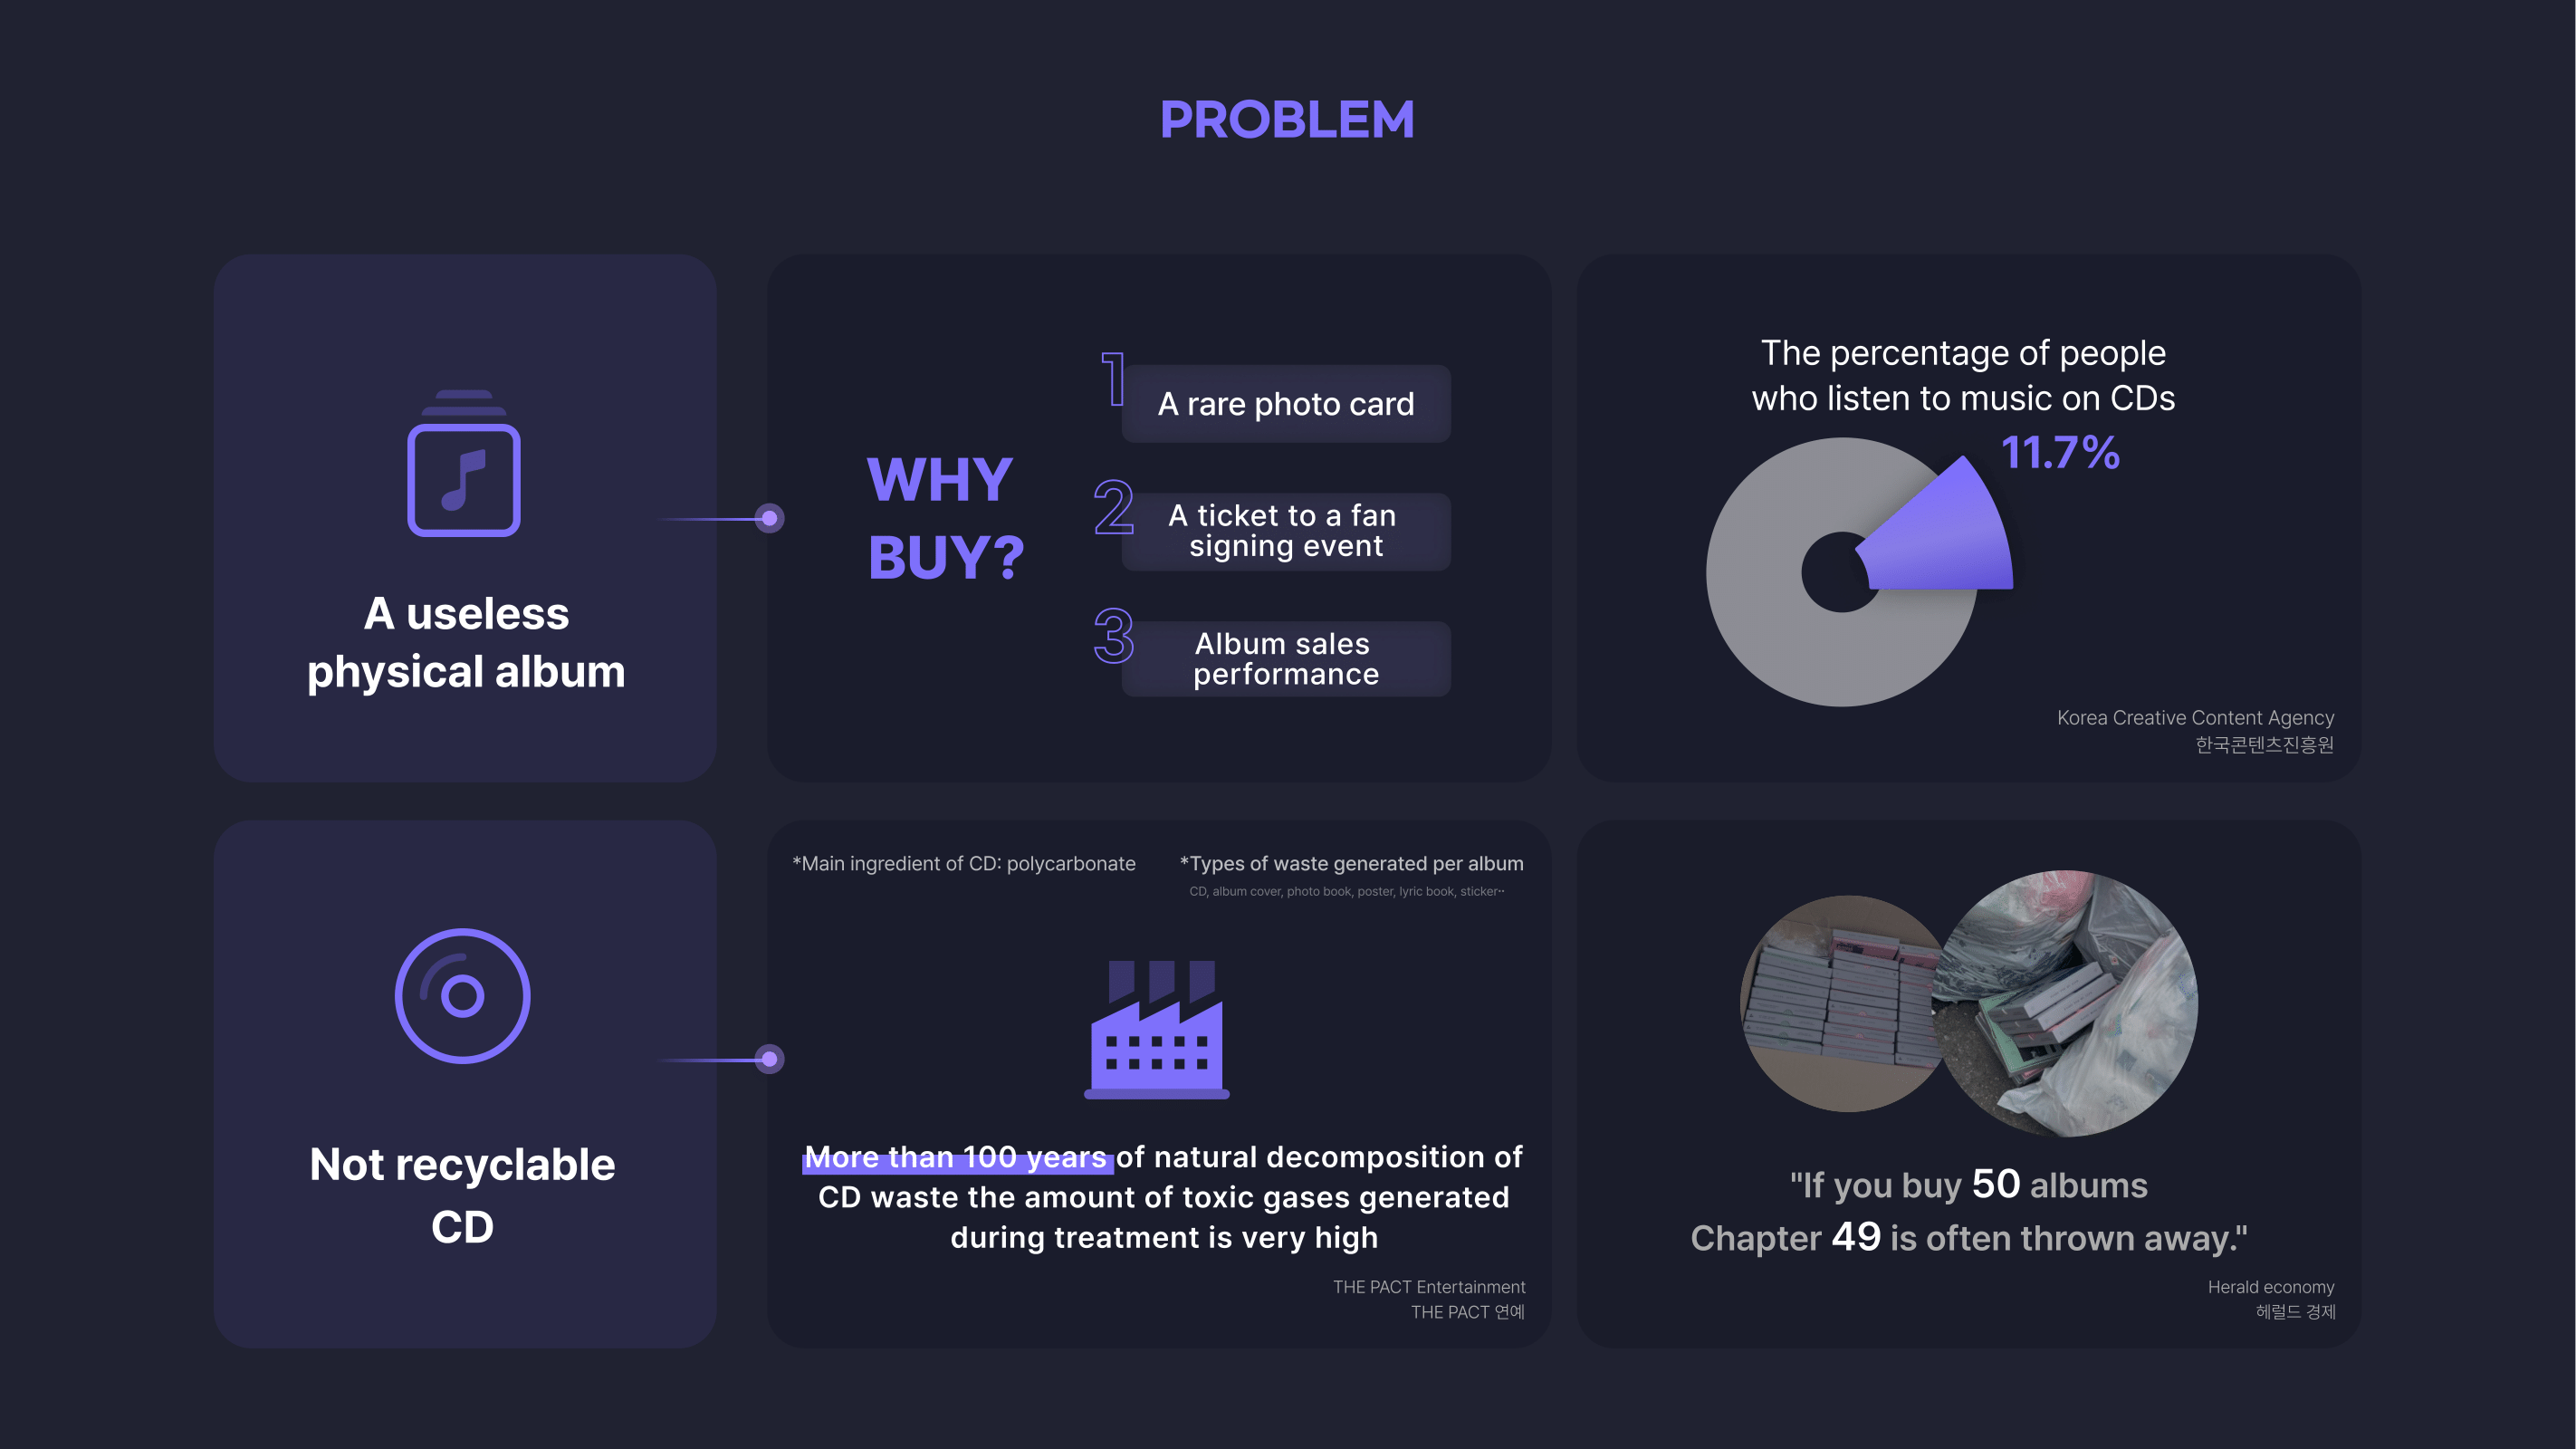 PROBLEM
A useless
physical album
WHY
BUY?
1
A rare photo card
2
A ticket to a fan
signing event
3
Album sales
performance
The percentage of people
who listen to music on CDs
11.7%
Korea Creative Content Agency
한국콘텐츠진흥원
Not recyclable
CD
*Main ingredient of CD: polycarbonate
*Types of waste generated per album
CD, album cover, photo book, poster, lyric book, sticker··
More than 100 years of natural decomposition of
CD waste the amount of toxic gases generated
during treatment is very high
THE PACT Entertainment
THE PACT 연예
"If you buy 50 albums
Chapter 49 is often thrown away."
Herald economy
헤럴드 경제